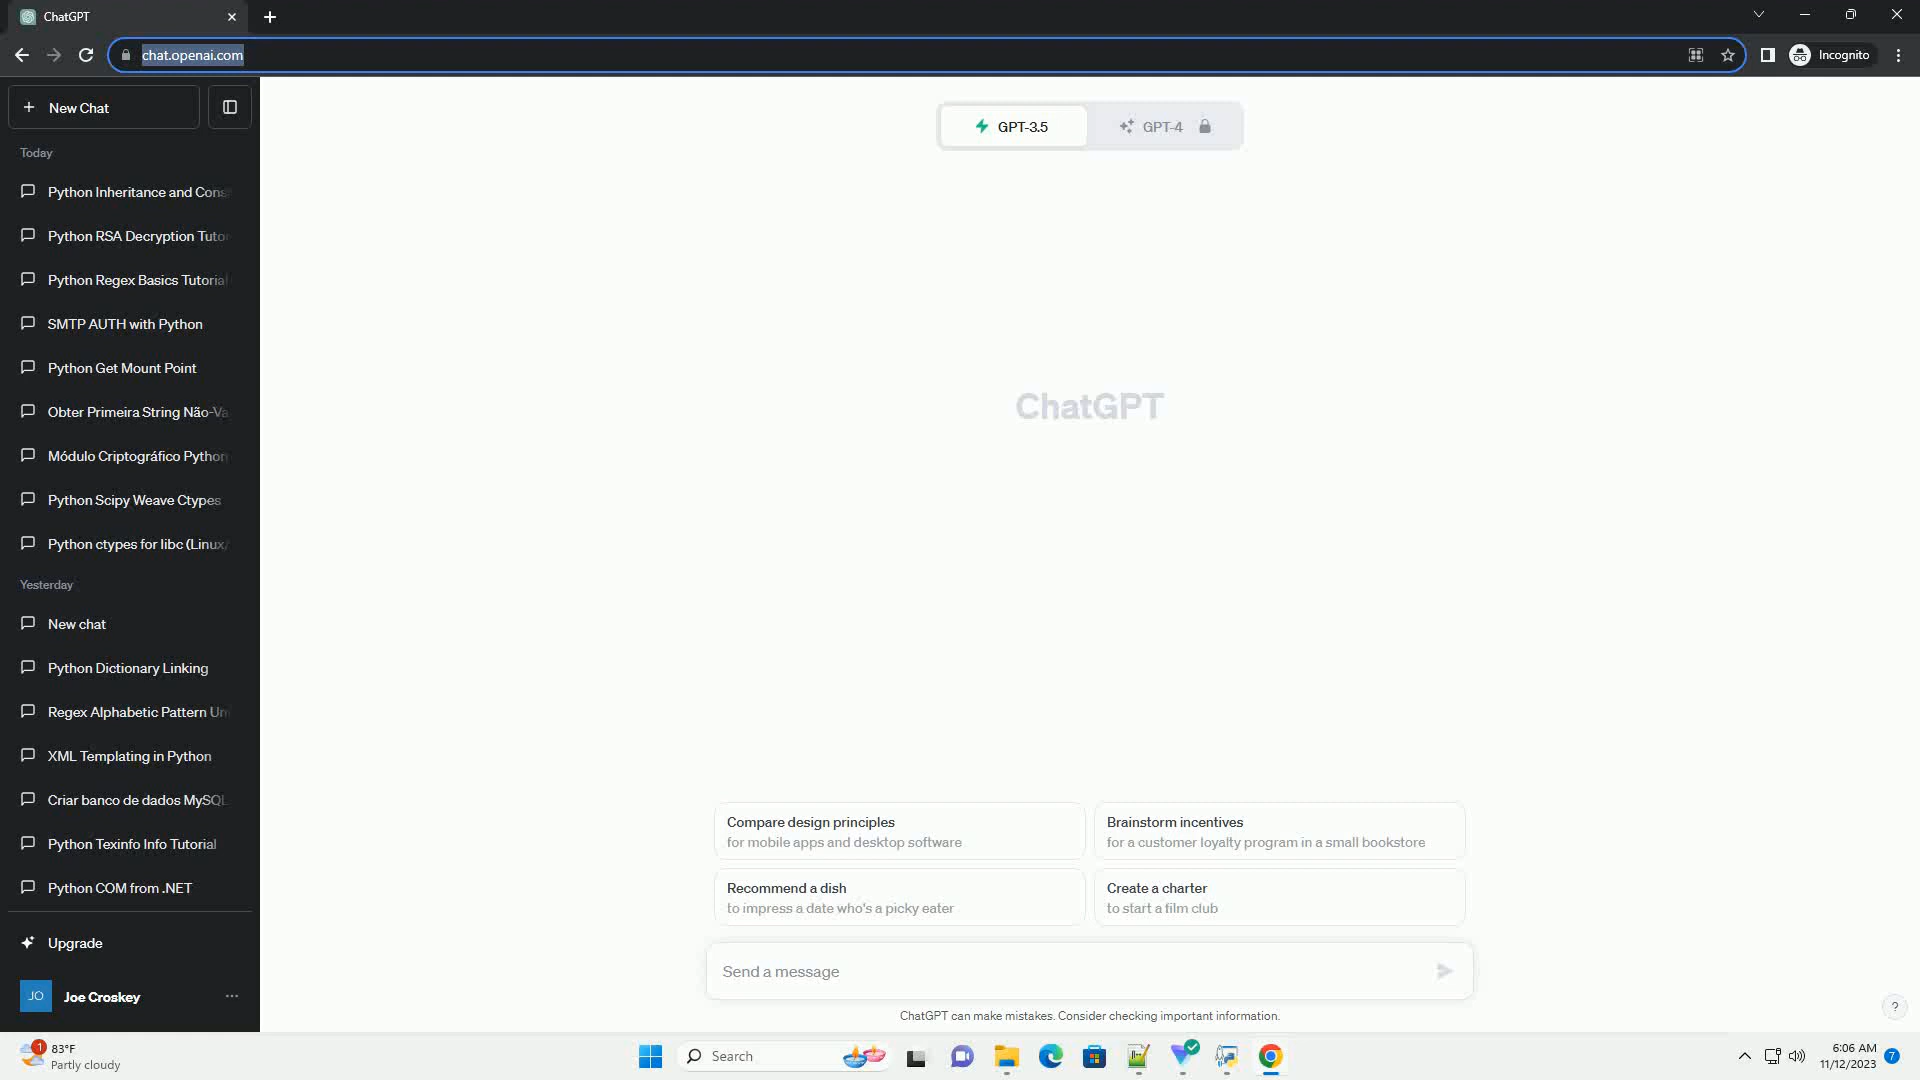 ChatGPT
chat.openai.com
Incognito
New Chat
Today
Python Inheritance and Cons
Python RSA Decryption Tutor
Python Regex Basics Tutorial
SMTP AUTH with Python
Python Get Mount Point
Obter Primeira String Não-Va
Módulo Criptográfico Python
Python Scipy Weave Ctypes
Python ctypes for libc (Linux/
Yesterday
New chat
Python Dictionary Linking
Regex Alphabetic Pattern Un
XML Templating in Python
Criar banco de dados MySQL
Python Texinfo Info Tutorial
Python COM from .NET
Upgrade
JO Joe Croskey
GPT-3.5 GPT-4
ChatGPT
Compare design principles
for mobile apps and desktop software
Brainstorm incentives
for a customer loyalty program in a small bookstore
Recommend a dish
to impress a date who's a picky eater
Create a charter
to start a film club
Send a message
ChatGPT can make mistakes. Consider checking important information.
?
1
83°F
Partly cloudy
Search
6:06 AM
11/12/2023
7